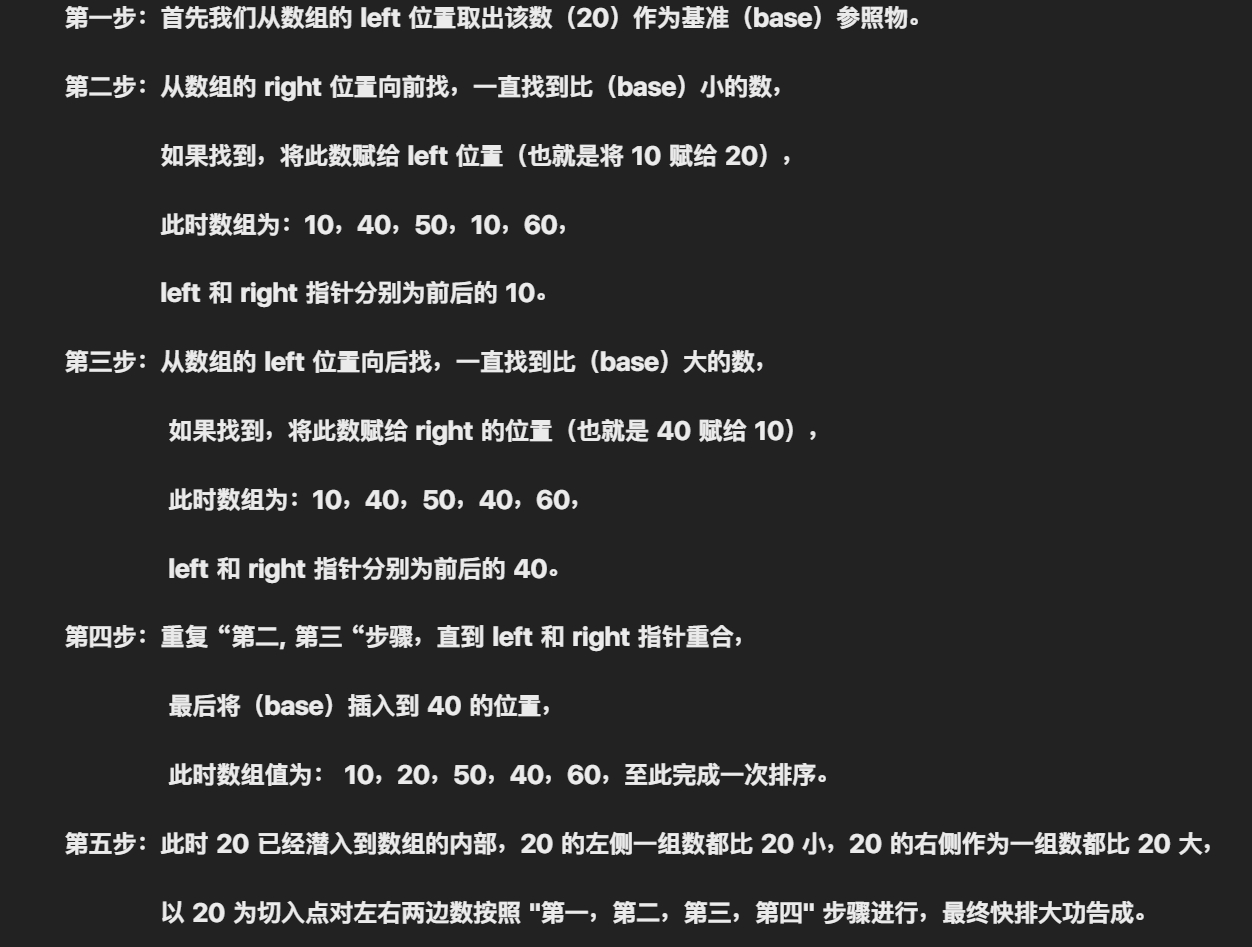 第一步：首先我们从数组的 left 位置取出该数（20）作为基准（base）参照物。
第二步：从数组的 right 位置向前找，一直找到比（base）小的数，
如果找到，将此数赋给 left 位置（也就是将 10 赋给 20），
此时数组为：10，40，50，10，60，
left 和 right 指针分别为前后的 10。
第三步：从数组的 left 位置向后找，一直找到比（base）大的数，
如果找到，将此数赋给 right 的位置（也就是 40 赋给 10），
此时数组为：10，40，50，40，60，
left 和 right 指针分别为前后的 40。
第四步：重复 “第二, 第三 “步骤，直到 left 和 right 指针重合，
最后将（base）插入到 40 的位置，
此时数组值为： 10，20，50，40，60，至此完成一次排序。
第五步：此时 20 已经潜入到数组的内部，20 的左侧一组数都比 20 小，20 的右侧作为一组数都比 20 大，
以 20 为切入点对左右两边数按照 "第一，第二，第三，第四" 步骤进行，最终快排大功告成。